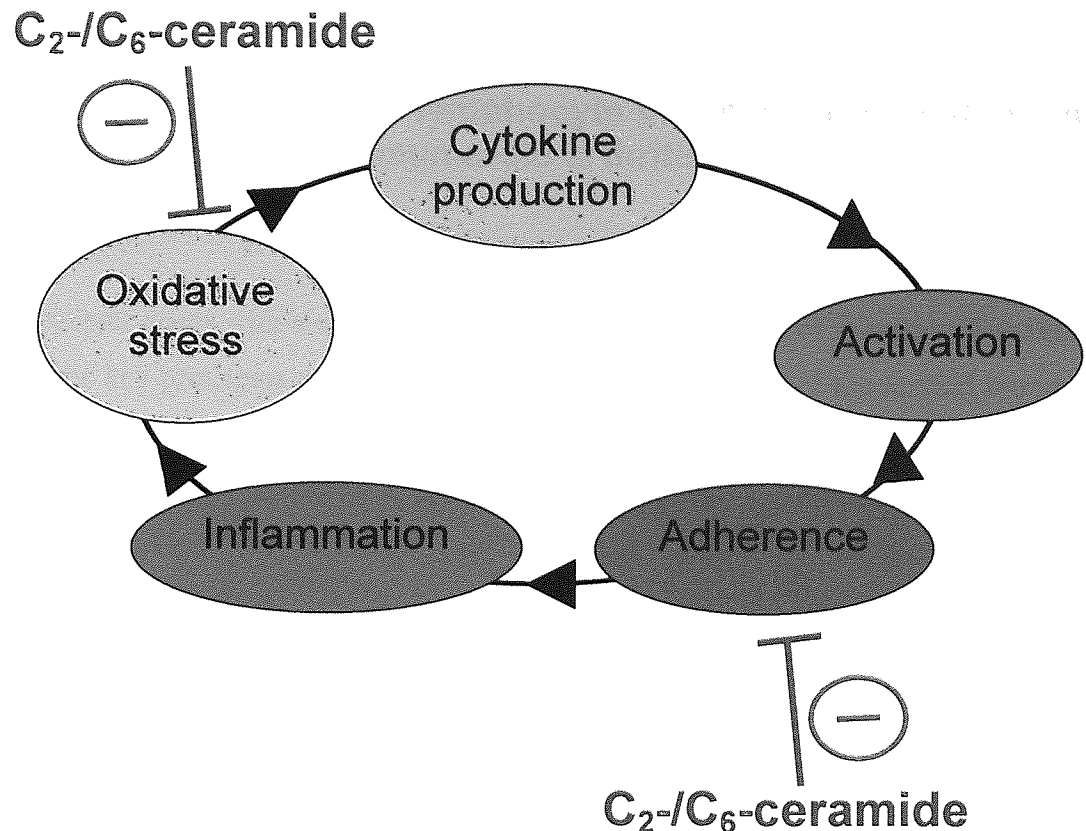 C₂-/C₆-ceramide
Cytokine
production
Oxidative
stress
Activation
Inflammation
Adherence
C₂-/C₆-ceramide